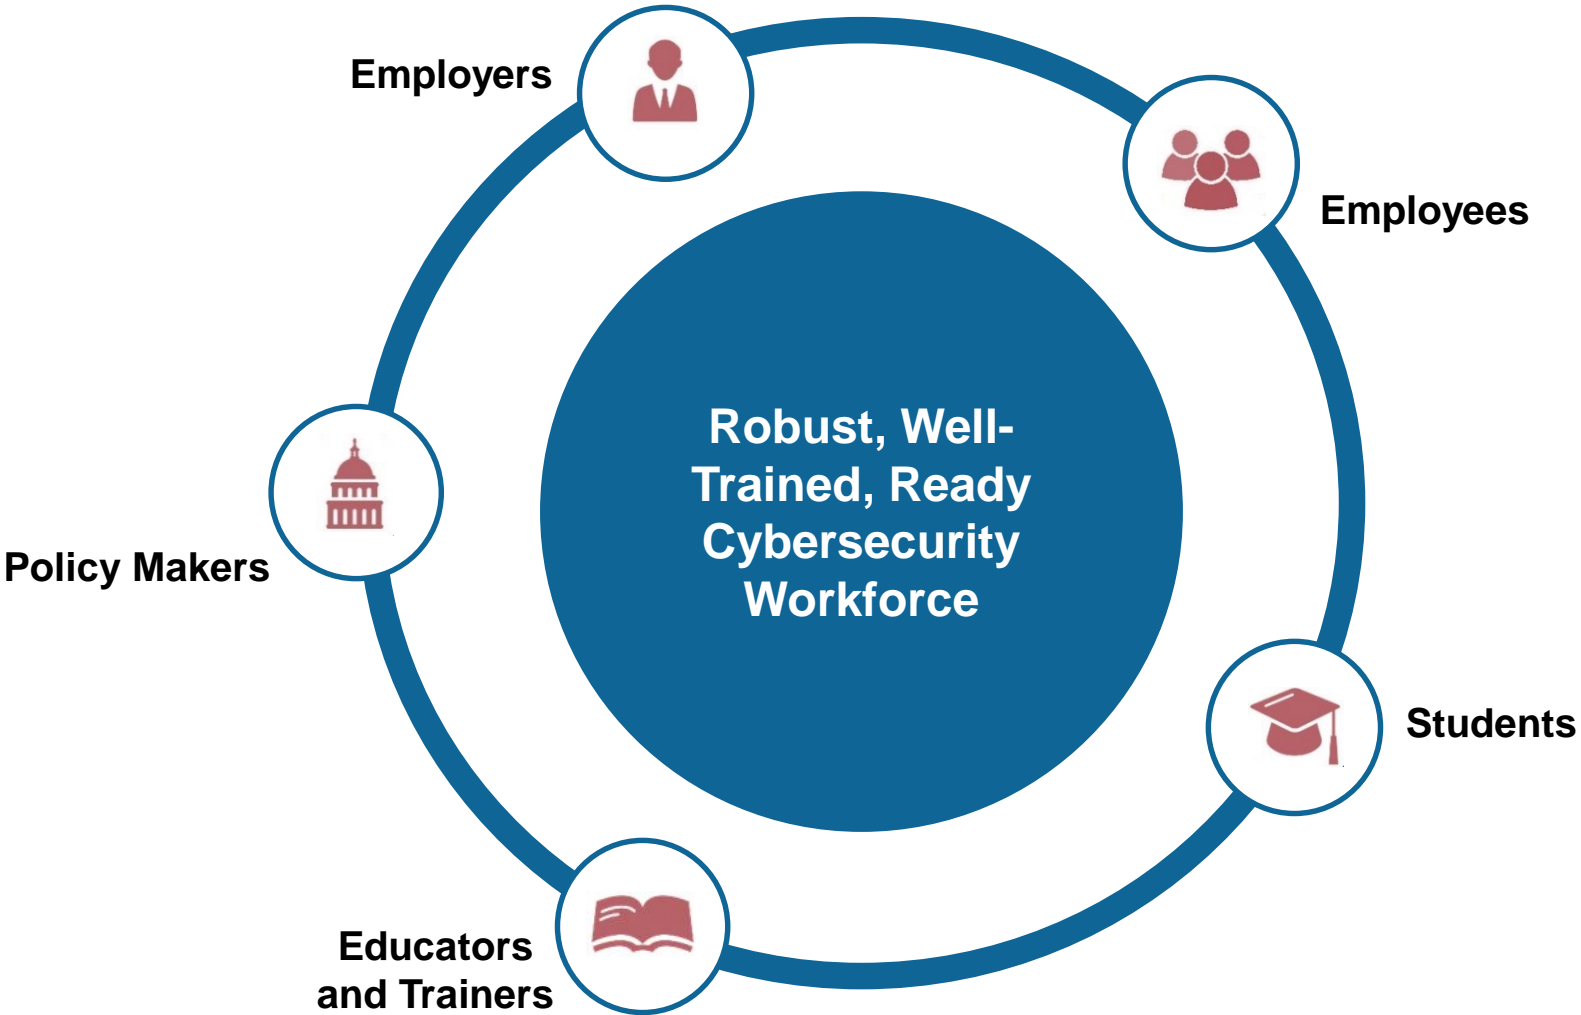 Employers
Employees
Robust, Well-
Trained, Ready
Cybersecurity
Workforce
Policy Makers
Students
Educators
and Trainers